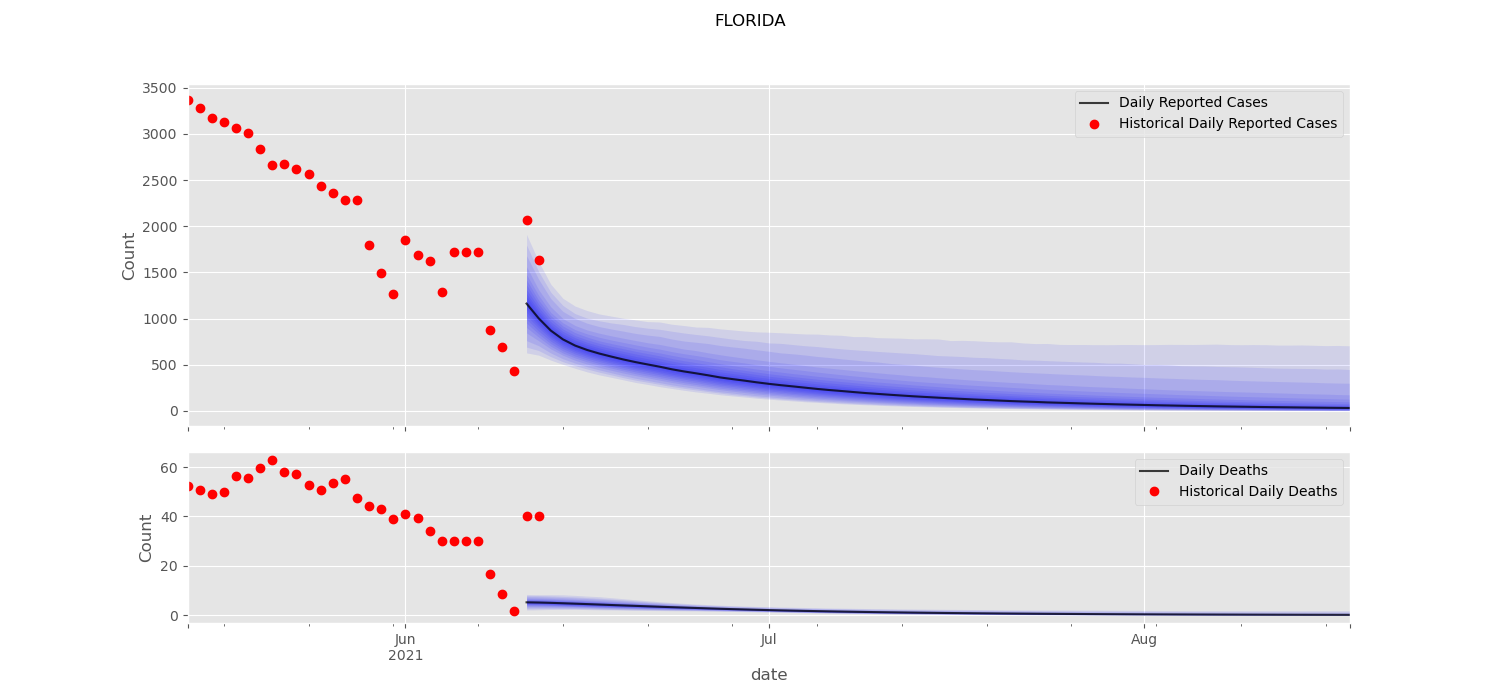 FLORIDA
3500
3000
2500
2000
1500
1000
500
0
Count
Daily Reported Cases
Historical Daily Reported Cases
60
40
20
0
Count
Daily Deaths
Historical Daily Deaths
Jun
2021
Jul
Aug
date